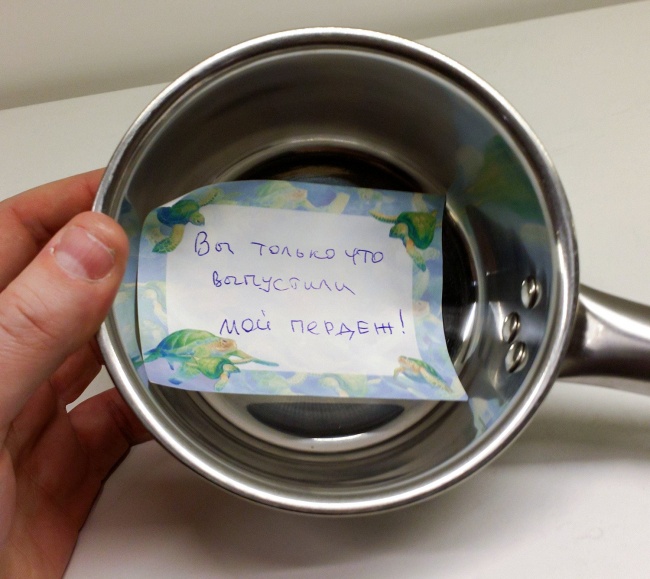 Вы только что
выпустили
мой пердеж!